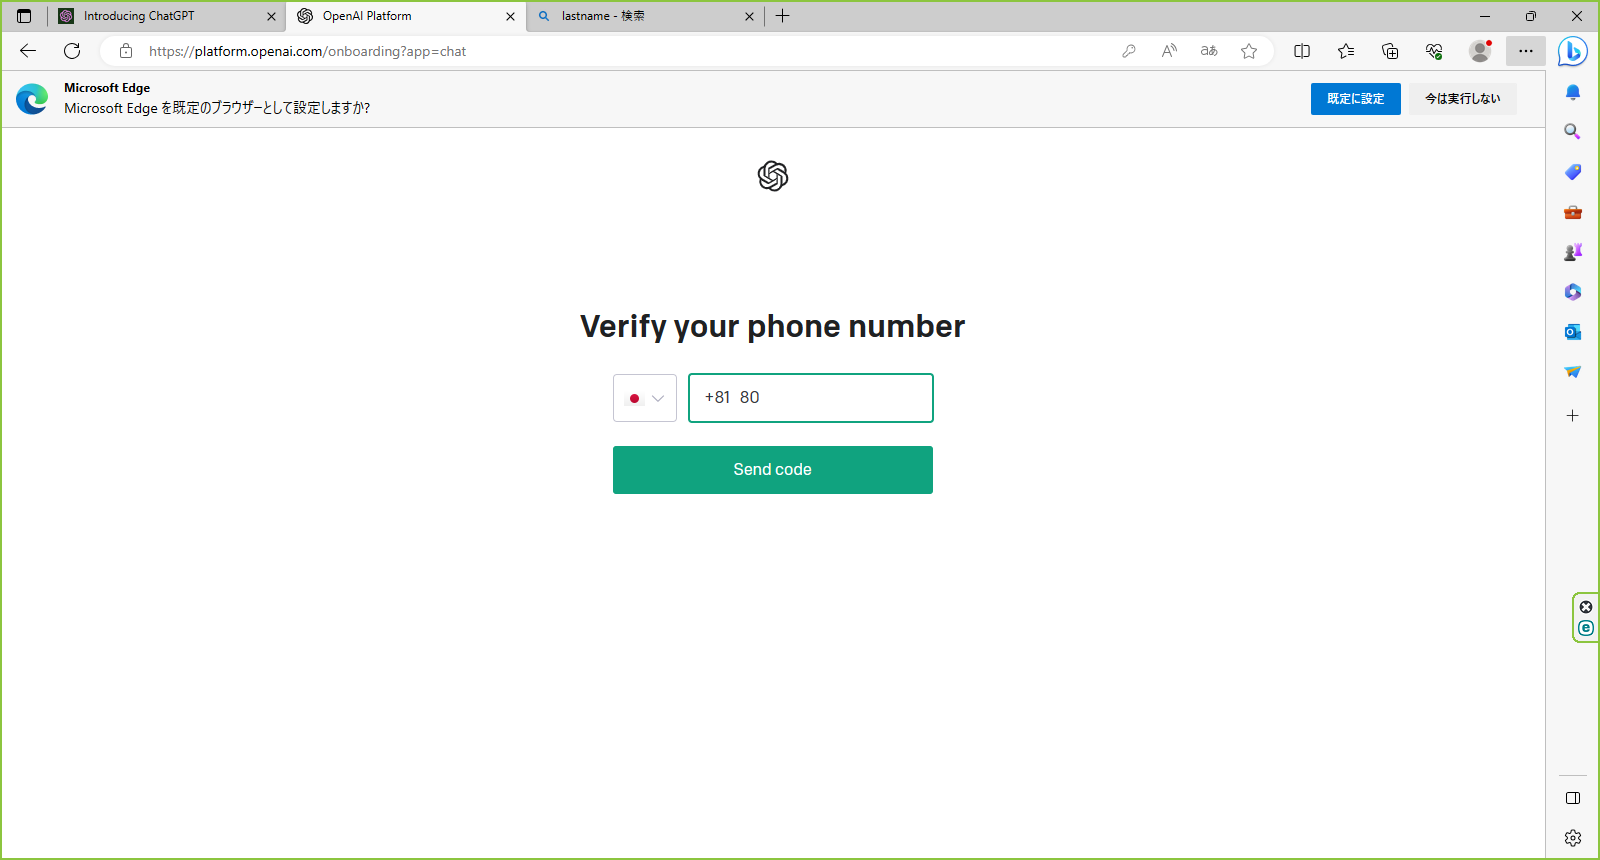 Introducing ChatGPT
OpenAI Platform
lastname - 検索
https://platform.openai.com/onboarding?app=chat
Microsoft Edge
Microsoft Edge を既定のブラウザーとして設定しますか?
既定に設定
今は実行しない
Verify your phone number
+81 80
Send code